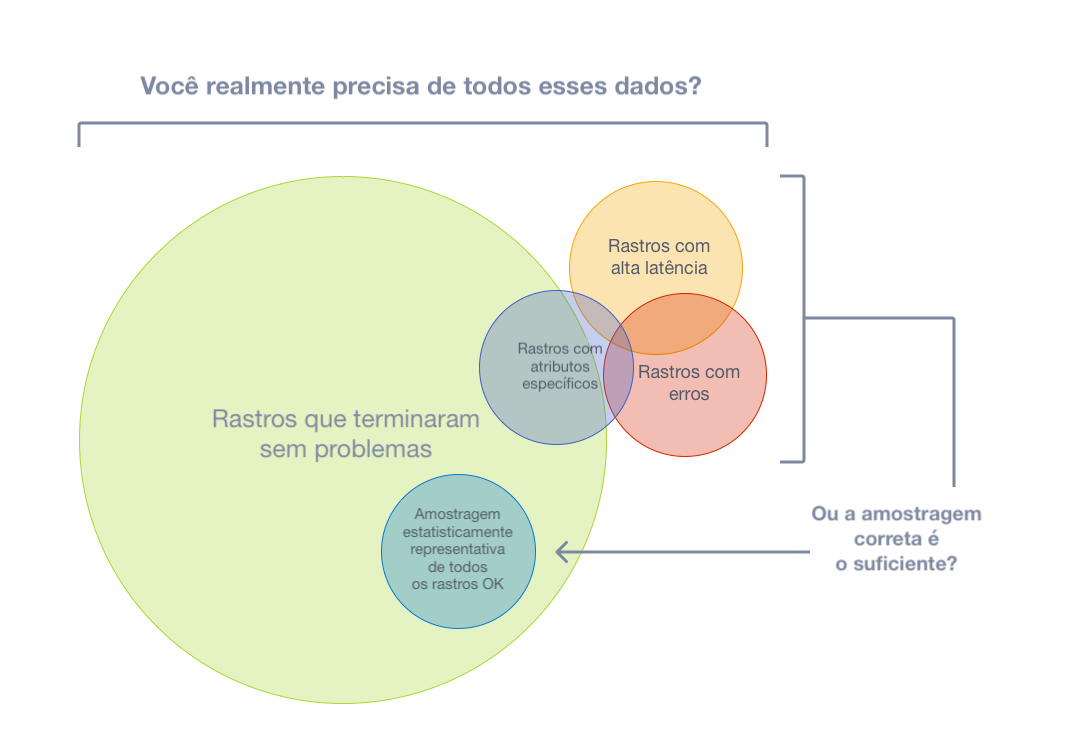 Você realmente precisa de todos esses dados?
Rastros com
alta latência
Rastros com
atributos
específicos
Rastros com
erros
Rastros que terminaram
sem problemas
Amostragem
estatisticamente
representativa
de todos
os rastros OK
Ou a amostragem
correta é
o suficiente?